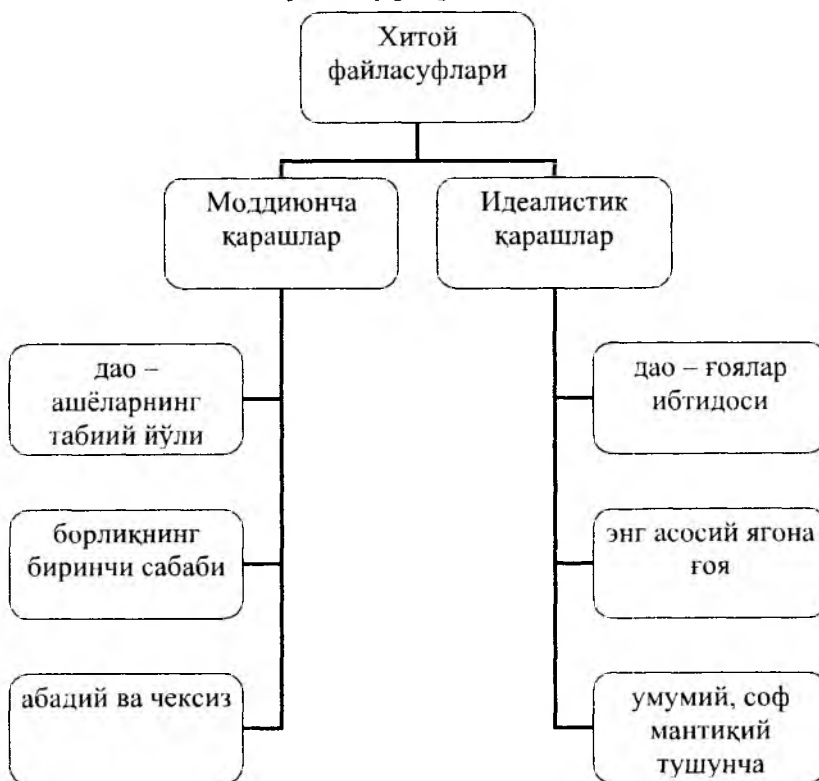 Хитой
файласуфлари
Моддиюнча
қарашлар
Идеалистик
қарашлар
дао –
ашёларнинг
табиий йўли
дао – ғоялар
ибтидоси
борлиқнинг
биринчи сабаби
энг асосий ягона
ғоя
абадий ва чексиз
умумий, соф
мантиқий
тушунча